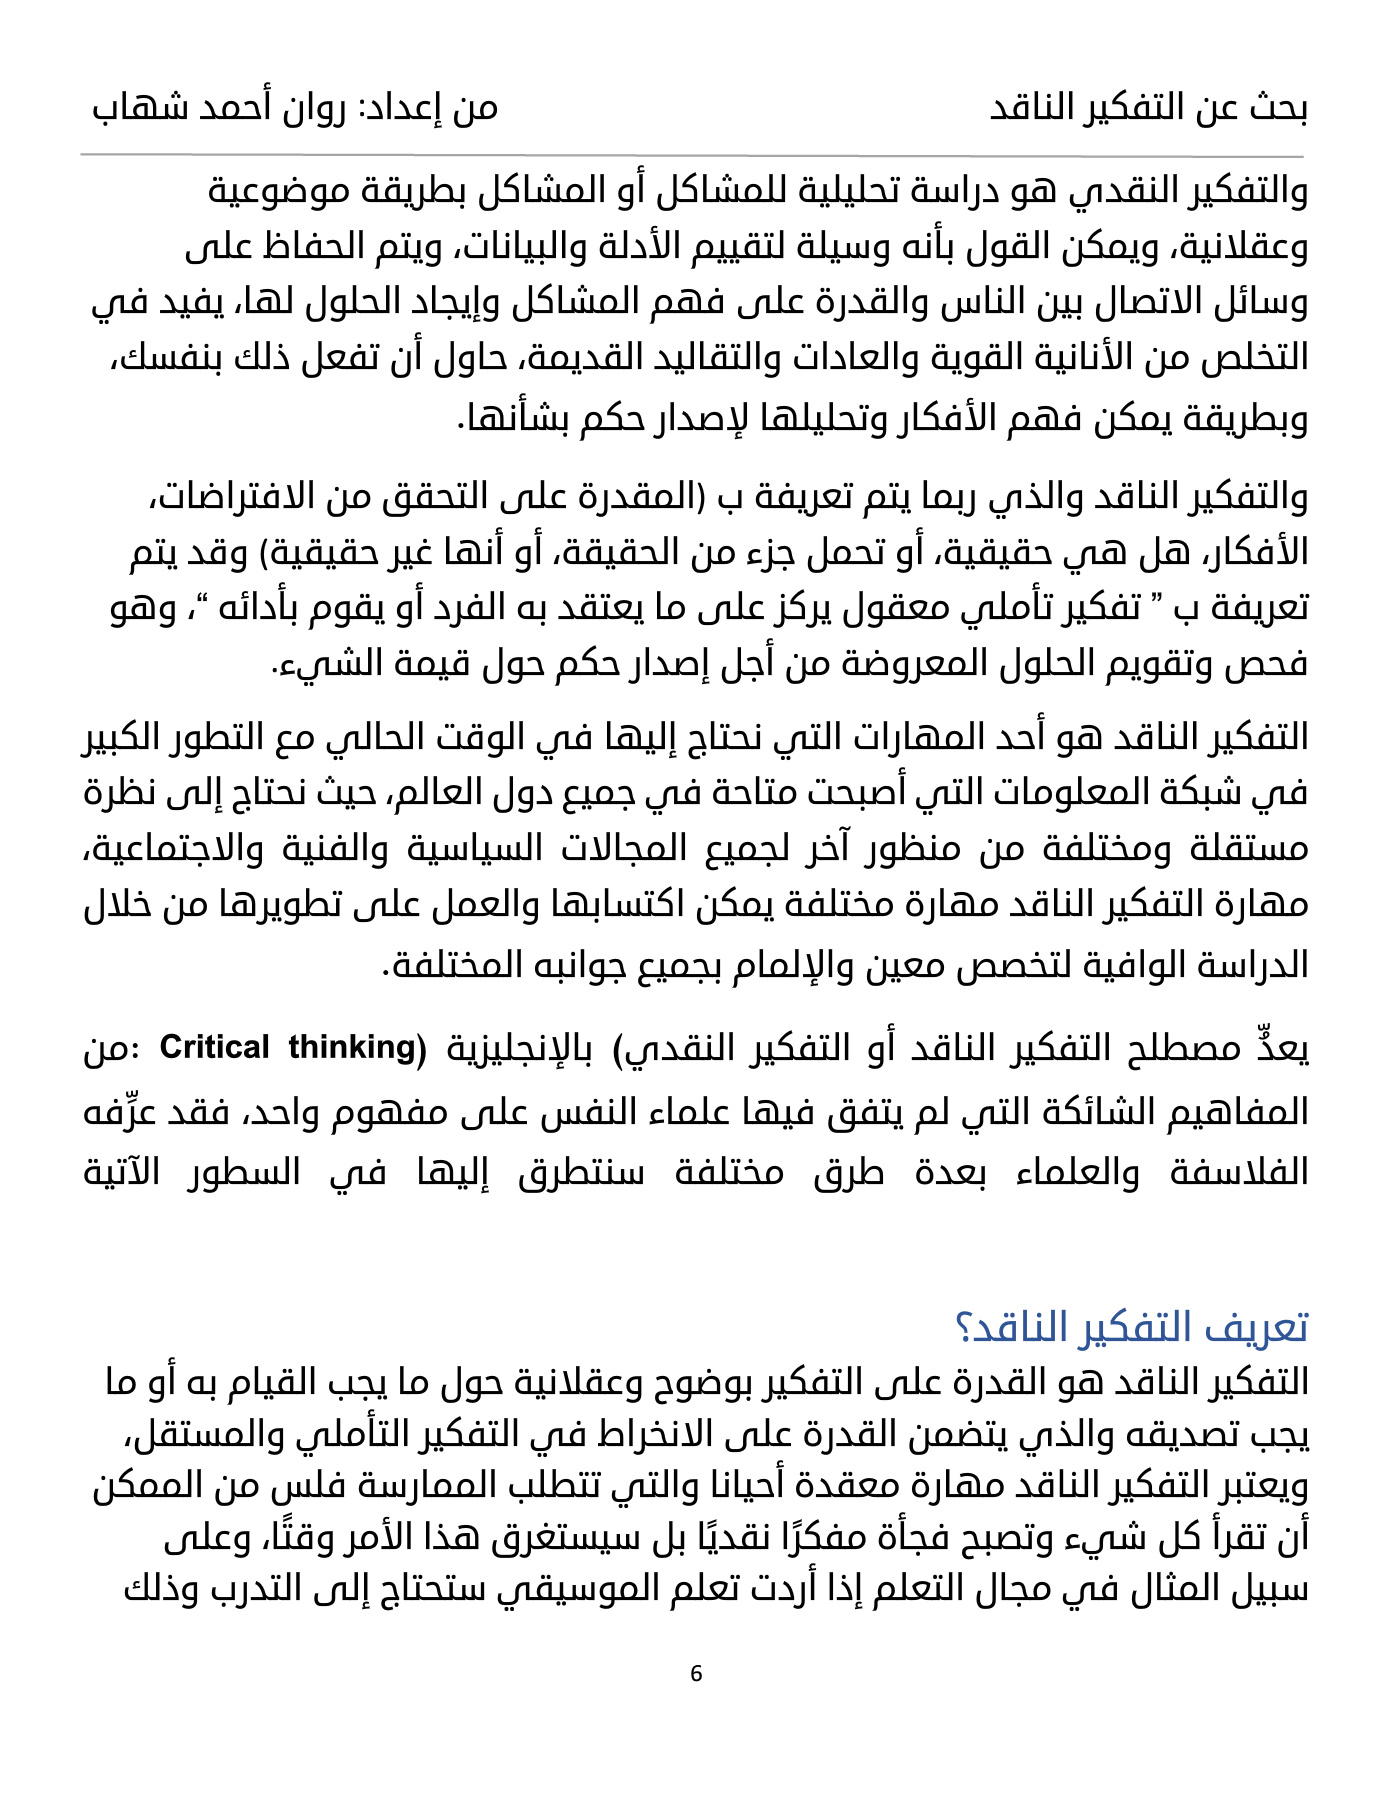 بحث عن التفكير الناقد من إعداد: روان أحمد شهاب
والتفكير النقدي هو دراسة تحليلية للمشاكل أو المشاكل بطريقة موضوعية
وعقلانية، ويمكن القول بأنه وسيلة لتقييم الأدلة والبيانات، ويتم الحفاظ على
وسائل الاتصال بين الناس والقدرة على فهم المشاكل وإيجاد الحلول لها، يفيد في
التخلص من الأنانية القوية والعادات والتقاليد القديمة، حاول أن تفعل ذلك بنفسك،
وبطريقة يمكن فهم الأفكار وتحليلها لإصدار حكم بشأنها.
والتفكير الناقد والذي ربما يتم تعريفة ب (المقدرة على التحقق من الافتراضات،
الأفكار، هل هي حقيقية، أو تحمل جزء من الحقيقة، أو أنها غير حقيقية) وقد يتم
تعريفة ب ” تفكير تأملي معقول يركز على ما يعتقد به الفرد أو يقوم بأدائه “، وهو
فحص وتقويم الحلول المعروضة من أجل إصدار حكم حول قيمة الشيء.
التفكير الناقد هو أحد المهارات التي نحتاج إليها في الوقت الحالي مع التطور الكبير
في شبكة المعلومات التي أصبحت متاحة في جميع دول العالم، حيث نحتاج إلى نظرة
مستقلة ومختلفة من منظور آخر لجميع المجالات السياسية والفنية والاجتماعية،
مهارة التفكير الناقد مهارة مختلفة يمكن اكتسابها والعمل على تطويرها من خلال
الدراسة الوافية لتخصص معين والإلمام بجميع جوانبه المختلفة.
يعدُّ مصطلح التفكير الناقد أو التفكير النقدي) بالإنجليزية (Critical thinking :من
المفاهيم الشائكة التي لم يتفق فيها علماء النفس على مفهوم واحد، فقد عرِّفه
الفلاسفة والعلماء بعدة طرق مختلفة سنتطرق إليها في السطور الآتية
تعريف التفكير الناقد؟
التفكير الناقد هو القدرة على التفكير بوضوح وعقلانية حول ما يجب القيام به أو ما
يجب تصديقه والذي يتضمن القدرة على الانخراط في التفكير التأملي والمستقل،
ويعتبر التفكير الناقد مهارة معقدة أحيانا والتي تتطلب الممارسة فلس من الممكن
أن تقرأ كل شيء وتصبح فجأة مفكرًا نقديًا بل سيستغرق هذا الأمر وقتًا، وعلى
سبيل المثال في مجال التعلم إذا أردت تعلم الموسيقي ستحتاج إلى التدرب وذلك
6